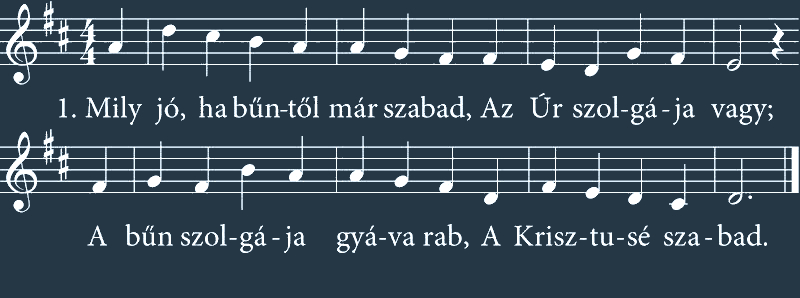 1. Mily jó, ha bűn-től már szabad, Az Úr szol-gá-ja vagy;
A bűn szol-gá-ja gyá-va rab, A Krisz-tu-sé sza-bad.